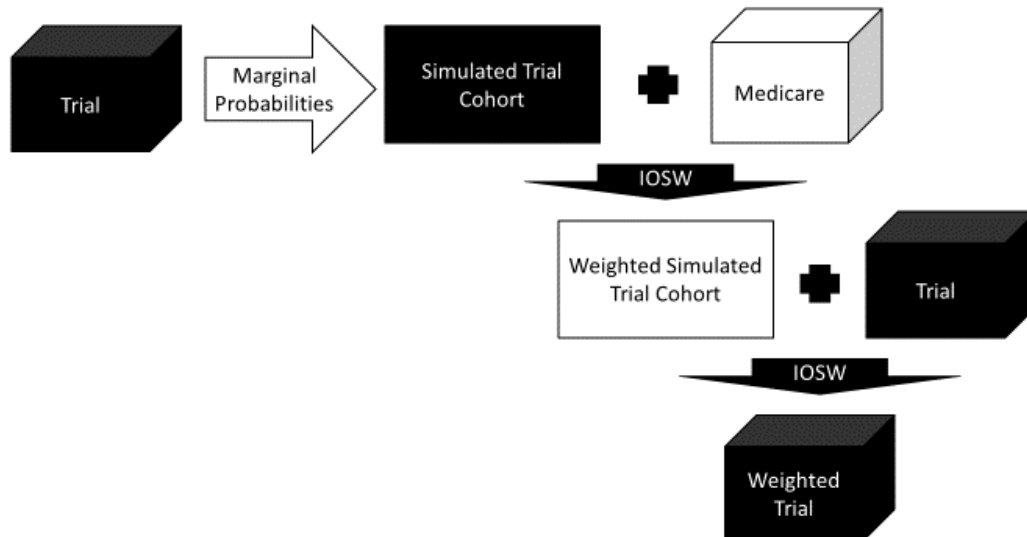 Trial
Marginal
Probabilities
Simulated Trial
Cohort
Medicare
IOSW
Weighted Simulated
Trial Cohort
Trial
IOSW
Weighted
Trial